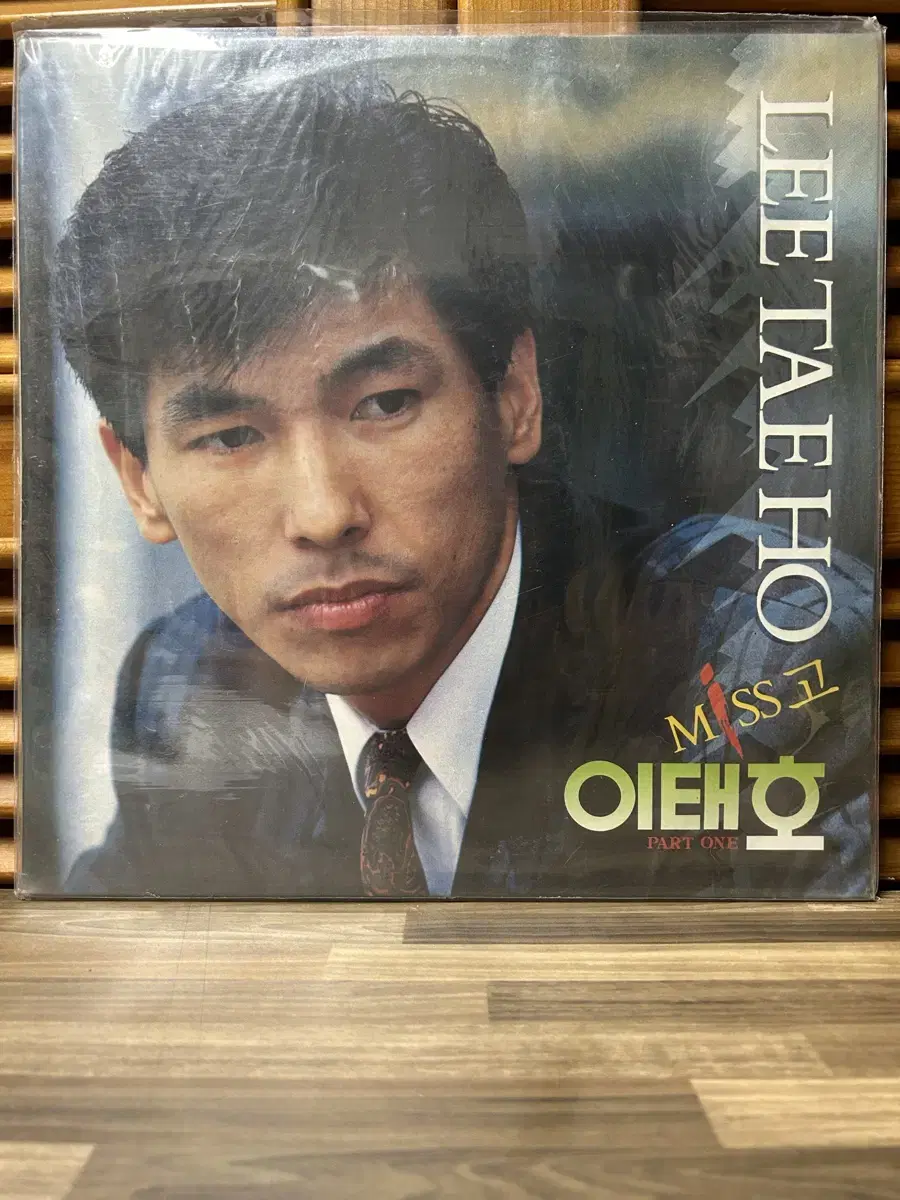 LEE TAE HO
MiSS 고
이태호
PART ONE